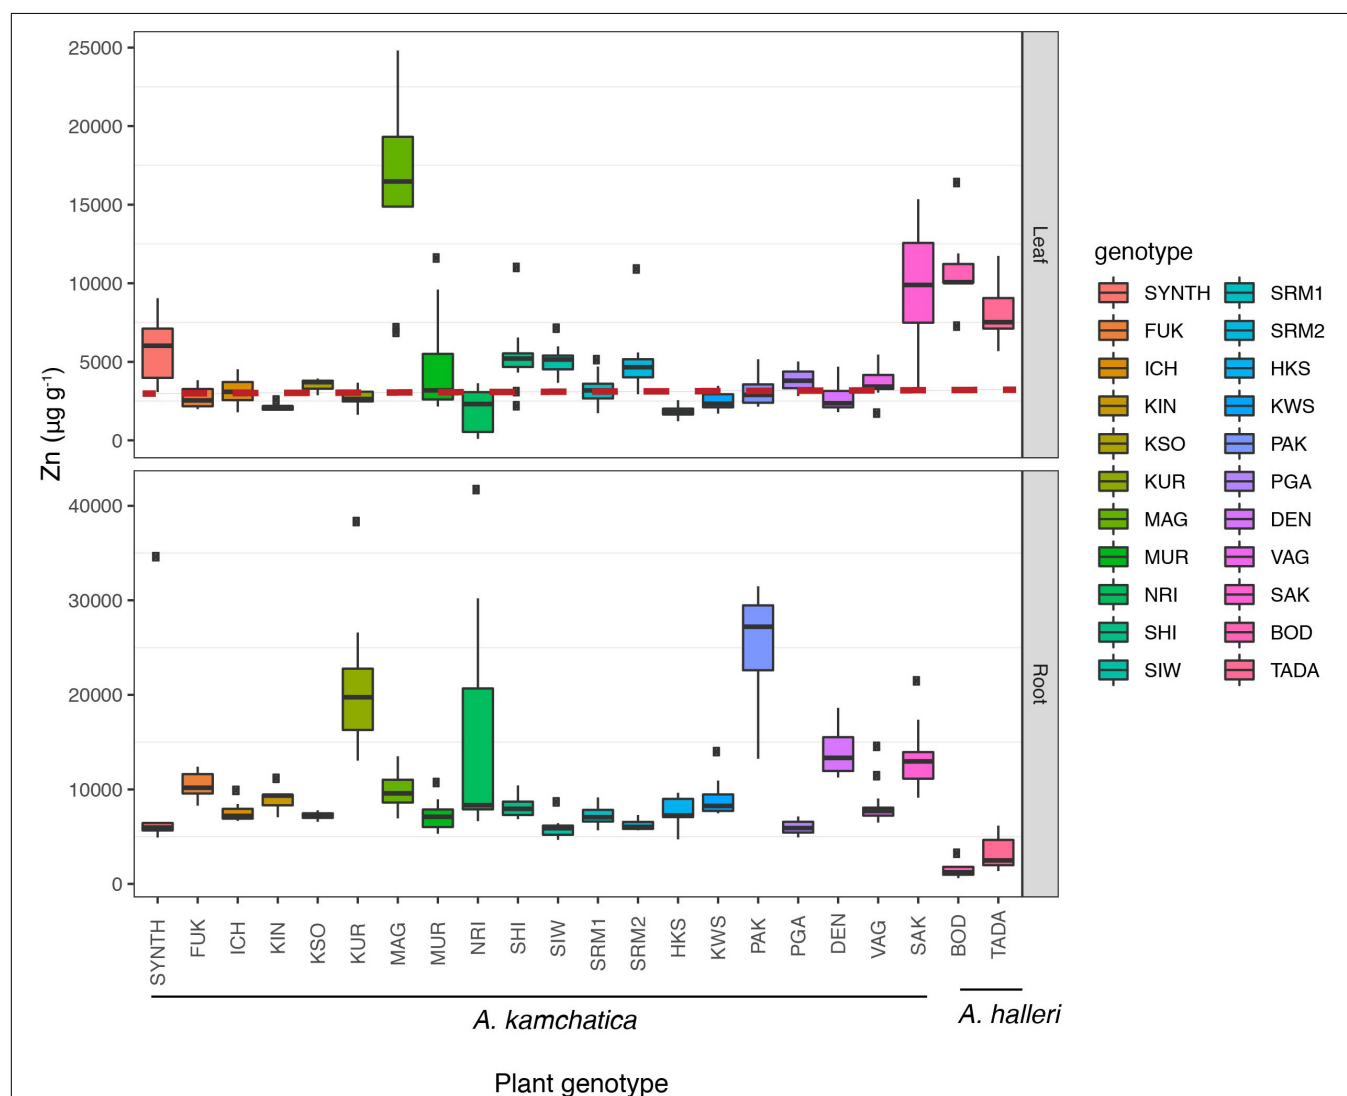 25000
20000
15000
10000
5000
0
Leaf
Zn (µg g⁻¹)
40000
30000
20000
10000
0
Root
SYNTH
FUK
ICH
KIN
KSO
KUR
MAG
MUR
NRI
SHI
SIW
SRM1
SRM2
HKS
KWS
PAK
PGA
DEN
VAG
SAK
BOD
TADA
A. kamchatica
A. halleri
Plant genotype
genotype
SYNTH
FUK
ICH
KIN
KSO
KUR
MAG
MUR
NRI
SHI
SIW
SRM1
SRM2
HKS
KWS
PAK
PGA
DEN
VAG
SAK
BOD
TADA